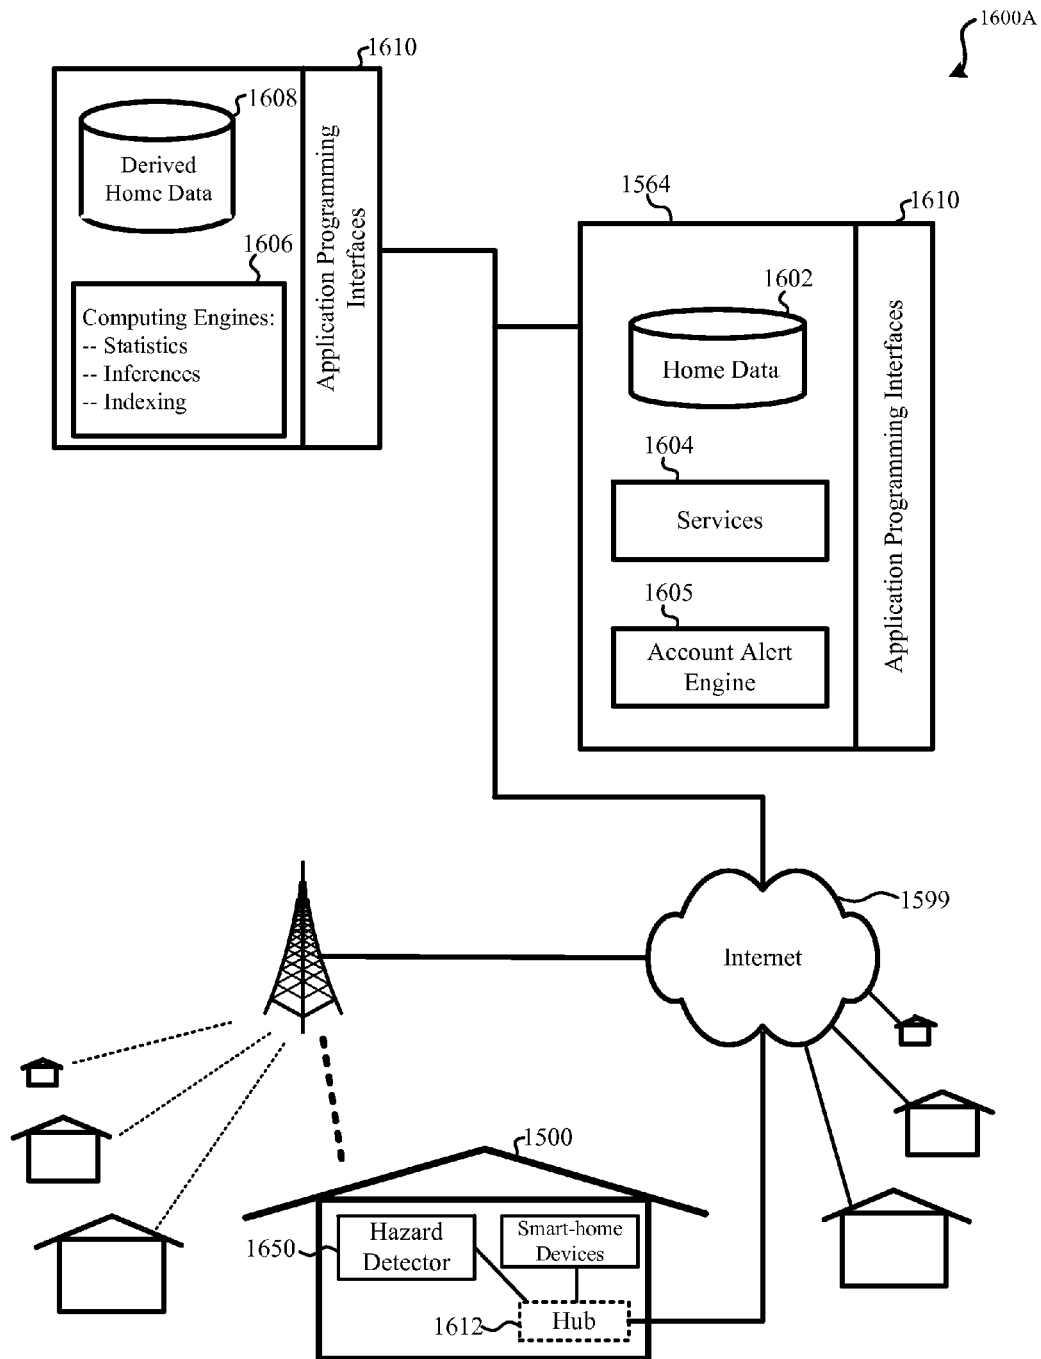 1600A
1610
1608
Derived
Home Data
Application Programming
Interfaces
1606
Computing Engines:
-- Statistics
-- Inferences
-- Indexing
1564
1610
1602
Home Data
Application Programming Interfaces
1604
Services
1605
Account Alert
Engine
1599
Internet
1500
Hazard
Detector
1650
Smart-home
Devices
1612
Hub